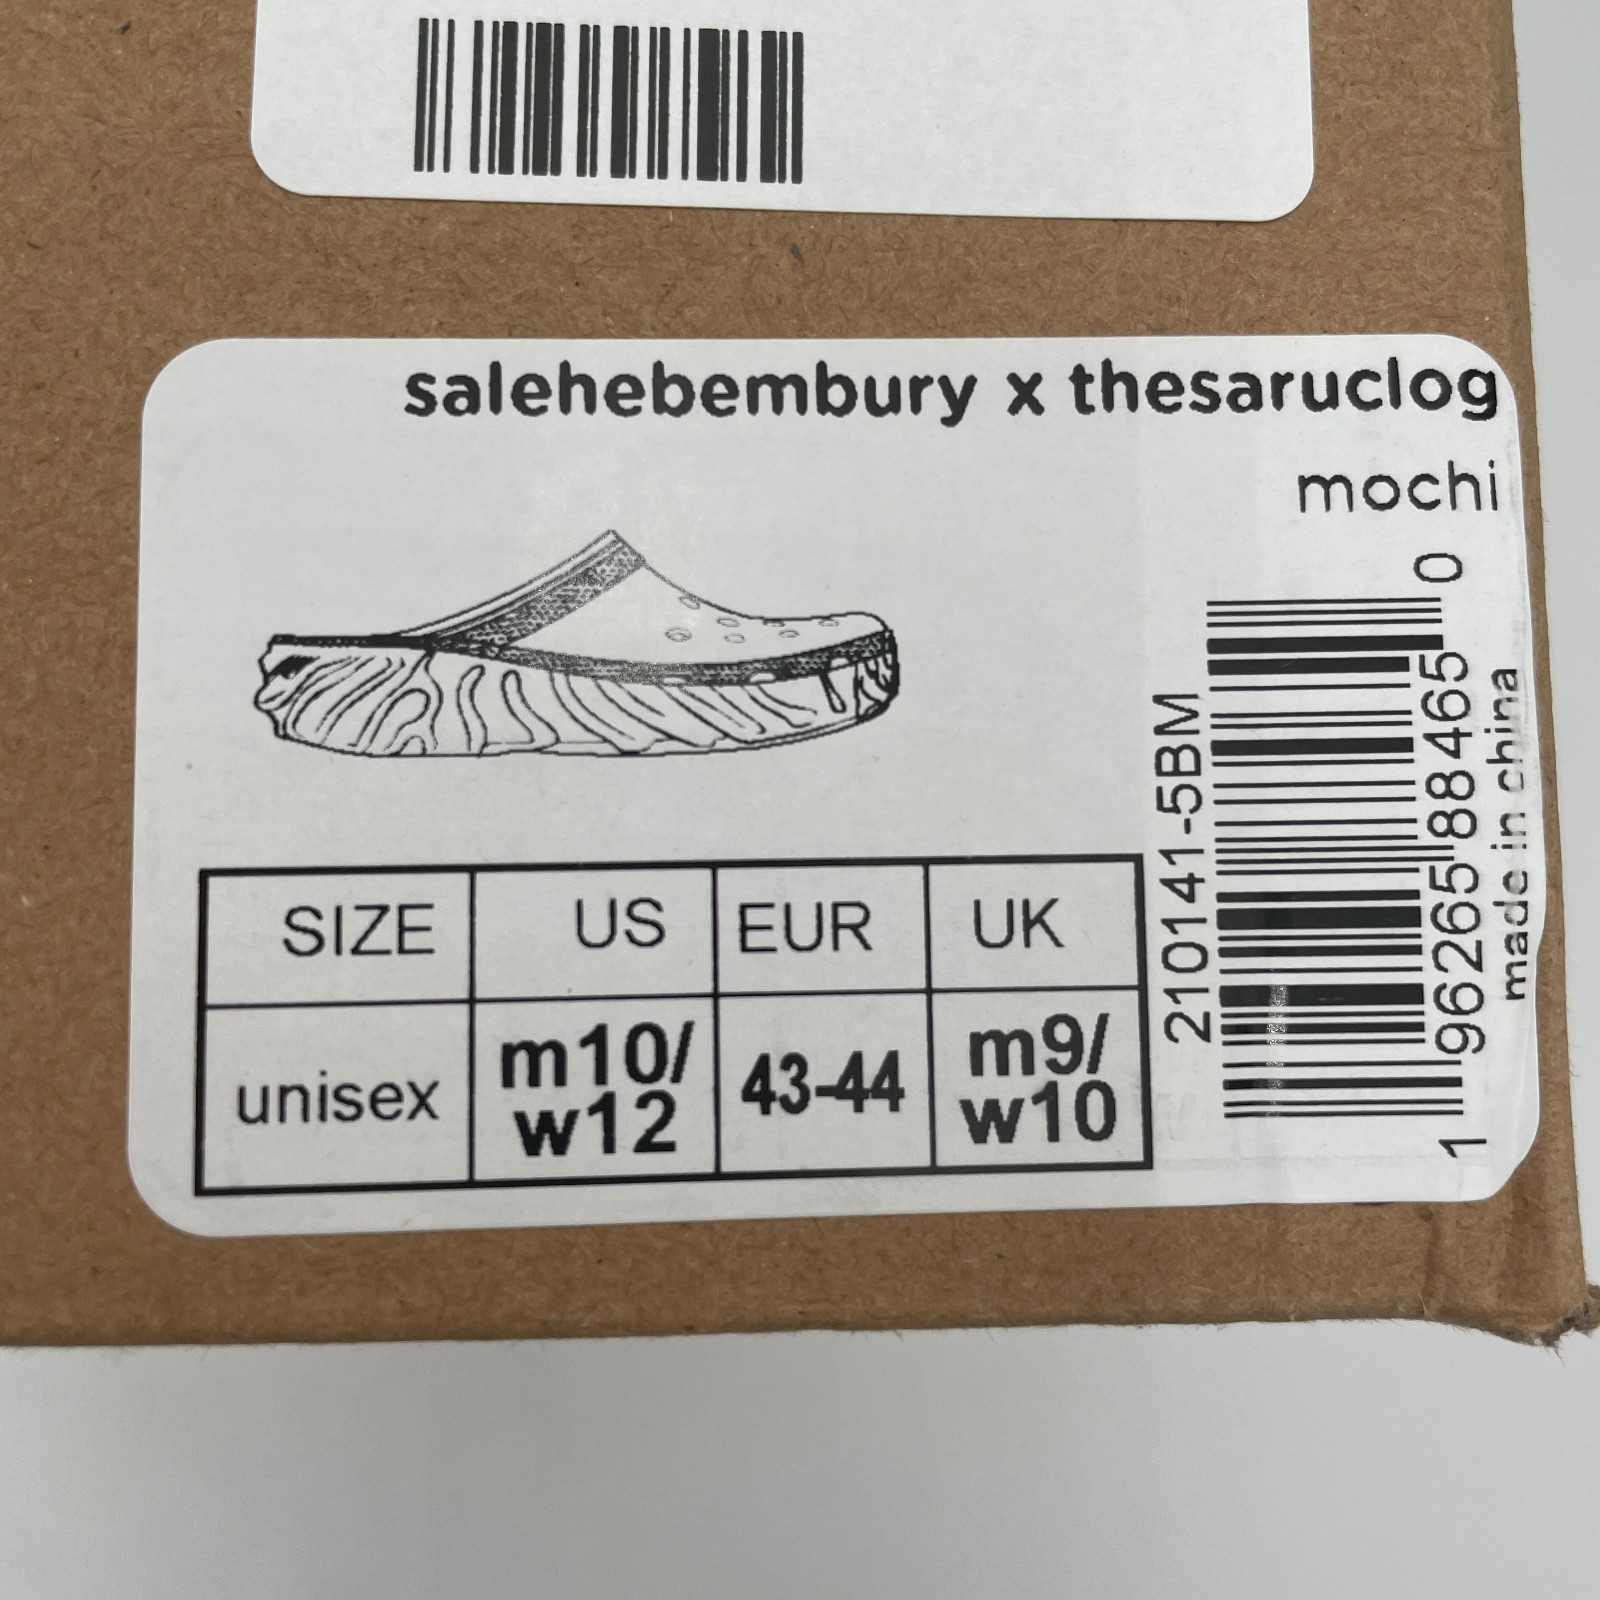 salehebembury x thesaruclog
mochi
SIZE US EUR UK
unisex m10/ w12 43-44 m9/ w10
210141-5BM
1 96265 88465 0
made in china